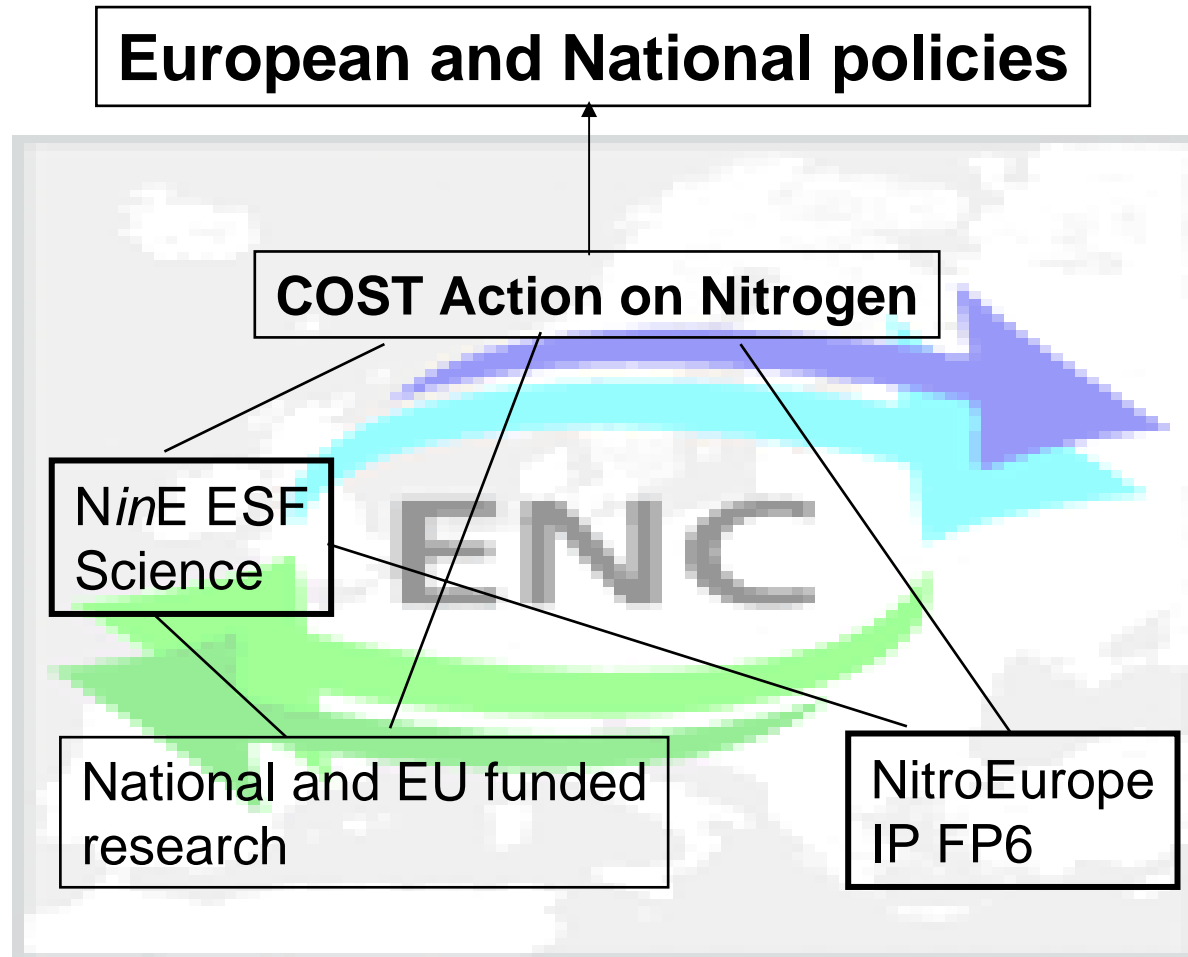 European and National policies
COST Action on Nitrogen
NinE ESF
Science
ENC
National and EU funded
research
NitroEurope
IP FP6